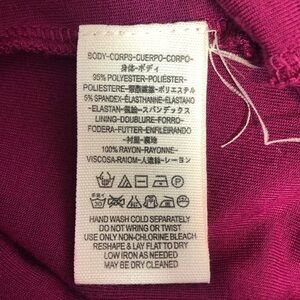 BODY-CORPS-CUERPO-CORPO-
身体-ボディ
95% POLYESTER-POLIESTER-
POLIESTERE-聚酯纖維-ポリエステル
5% SPANDEX-ÉLASTHANNE-ELASTANO
-ELASTAN-スパンデックス
LINING-DOUBLURE-FORRO-
FODERA-FUTTER-ENFLEIRANDO
-衬里-裏地
100% RAYON-RAYONNE-
VISCOSA-RAIOM-人造絲-レーヨン
HAND WASH COLD SEPARATELY
DO NOT WRING OR TWIST
USE ONLY NON-CHLORINE BLEACH
RESHAPE & LAY FLAT TO DRY
LOW IRON AS NEEDED
MAY BE DRY CLEANED